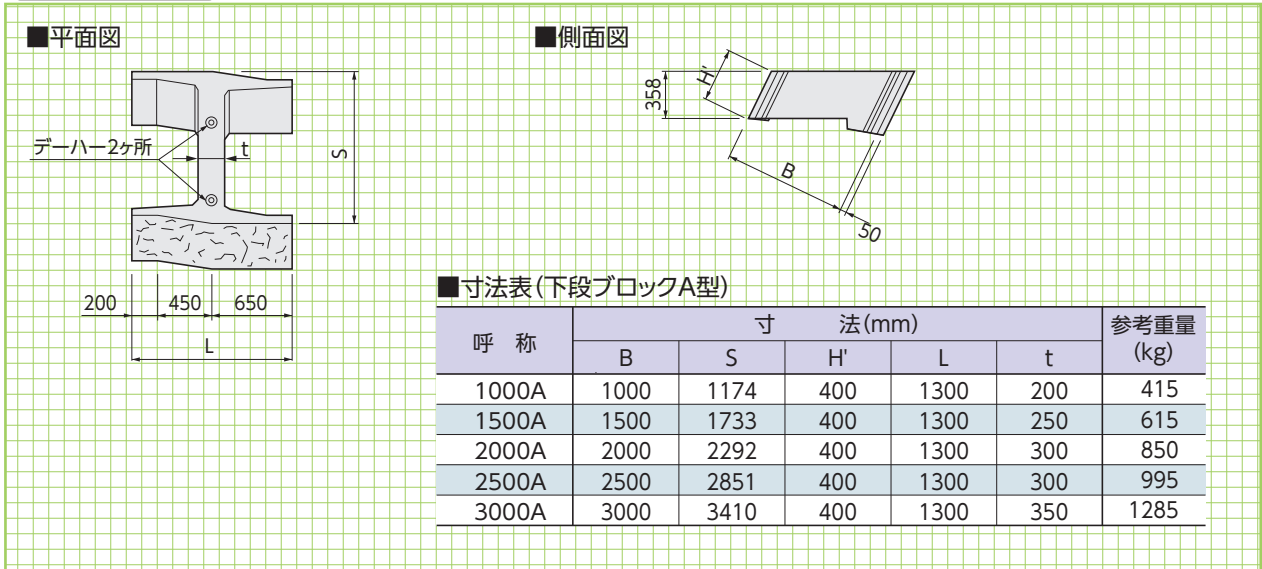 ■平面図
デーハー2ヶ所
t
S
200 450 650
L
■側面図
H'
358
B
50
■寸法表(下段ブロックA型)
呼 称 寸 法(mm) 参考重量(kg)
B S H' L t
1000A 1000 1174 400 1300 200 415
1500A 1500 1733 400 1300 250 615
2000A 2000 2292 400 1300 300 850
2500A 2500 2851 400 1300 300 995
3000A 3000 3410 400 1300 350 1285